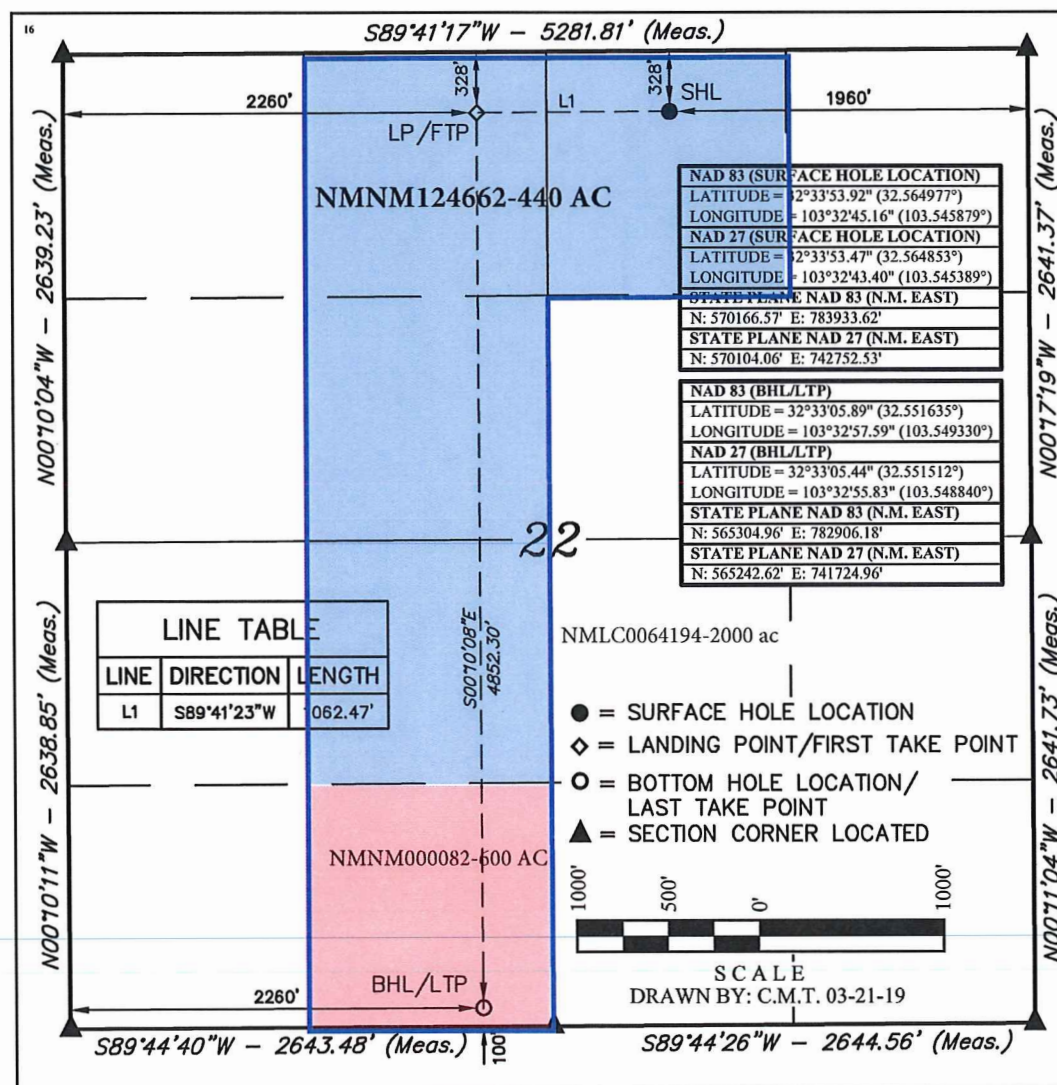 16
S89°41'17"W – 5281.81' (Meas.)
328'
328'
2260'
L1
SHL
1960'
LP/FTP
NMNM124662-440 AC
N00°10'04"W – 2639.23' (Meas.)
N00°17'19"W – 2641.37' (Meas.)
NAD 83 (SURFACE HOLE LOCATION)
LATITUDE = 32°33'53.92" (32.564977°)
LONGITUDE = 103°32'45.16" (103.545879°)
NAD 27 (SURFACE HOLE LOCATION)
LATITUDE = 32°33'53.47" (32.564853°)
LONGITUDE = 103°32'43.40" (103.545389°)
STATE PLANE NAD 83 (N.M. EAST)
N: 570166.57' E: 783933.62'
STATE PLANE NAD 27 (N.M. EAST)
N: 570104.06' E: 742752.53'
NAD 83 (BHL/LTP)
LATITUDE = 32°33'05.89" (32.551635°)
LONGITUDE = 103°32'57.59" (103.549330°)
NAD 27 (BHL/LTP)
LATITUDE = 32°33'05.44" (32.551512°)
LONGITUDE = 103°32'55.83" (103.548840°)
STATE PLANE NAD 83 (N.M. EAST)
N: 565304.96' E: 782906.18'
STATE PLANE NAD 27 (N.M. EAST)
N: 565242.62' E: 741724.96'
22
LINE TABLE
LINE DIRECTION LENGTH
L1 S89°41'23"W 1062.47'
S00°10'08"E
4852.30'
NMLC0064194-2000 ac
= SURFACE HOLE LOCATION
= LANDING POINT/FIRST TAKE POINT
= BOTTOM HOLE LOCATION/
LAST TAKE POINT
= SECTION CORNER LOCATED
N00°10'11"W – 2638.85' (Meas.)
N00°11'04"W – 2641.73' (Meas.)
NMNM000082-600 AC
1000'
500'
0'
1000'
SCALE
DRAWN BY: C.M.T. 03-21-19
BHL/LTP
2260'
100'
S89°44'40"W – 2643.48' (Meas.)
S89°44'26"W – 2644.56' (Meas.)